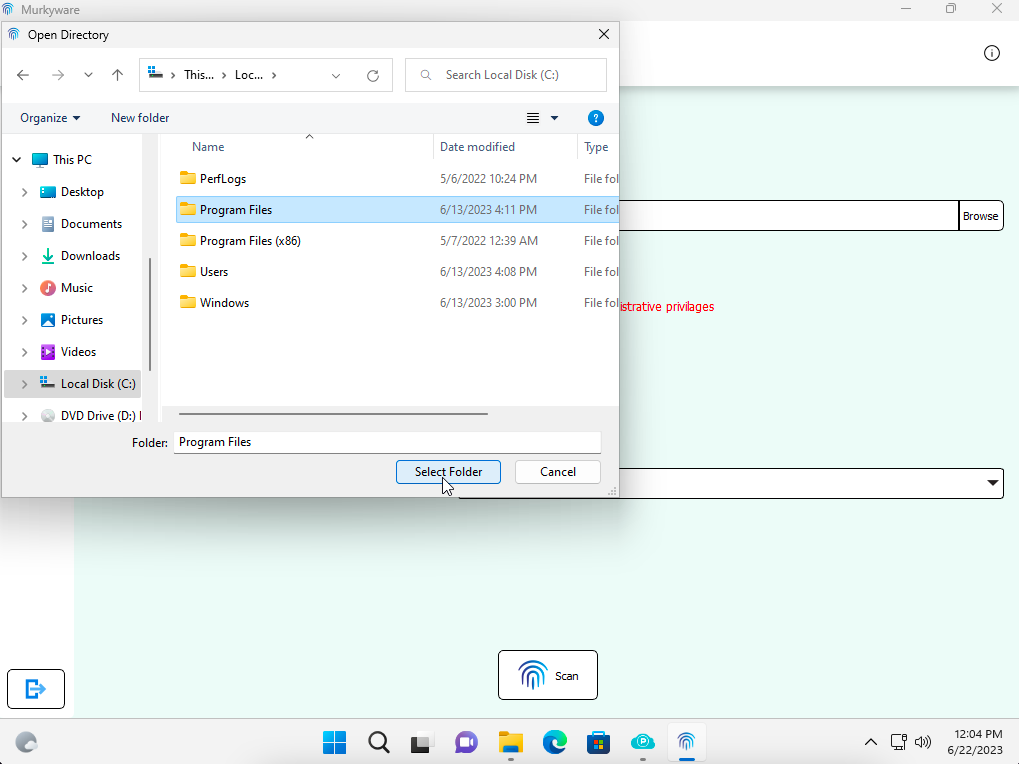 Murkyware
Open Directory
This...
Loc...
Search Local Disk (C:)
Organize
New folder
?
Name
Date modified
Type
This PC
Desktop
Documents
Downloads
Music
Pictures
Videos
Local Disk (C:)
DVD Drive (D:)
PerfLogs 5/6/2022 10:24 PM File fol
Program Files 6/13/2023 4:11 PM File fol
Program Files (x86) 5/7/2022 12:39 AM File fol
Users 6/13/2023 4:08 PM File fol
Windows 6/13/2023 3:00 PM File fol
Folder: Program Files
Select Folder
Cancel
Browse
istrative privilages
Scan
12:04 PM
6/22/2023